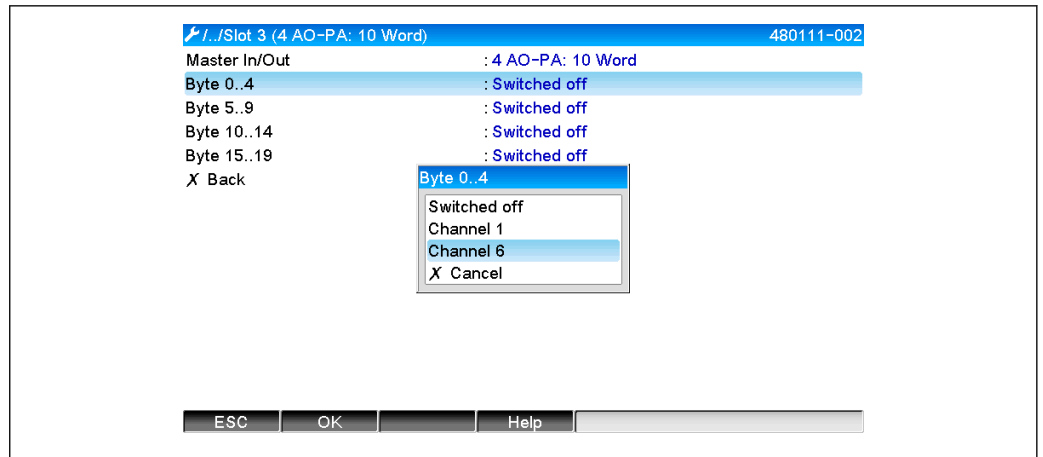 /../Slot 3 (4 AO-PA: 10 Word) 480111-002
Master In/Out : 4 AO-PA: 10 Word
Byte 0..4 : Switched off
Byte 5..9 : Switched off
Byte 10..14 : Switched off
Byte 15..19 : Switched off
X Back
Byte 0..4
Switched off
Channel 1
Channel 6
X Cancel
ESC OK Help